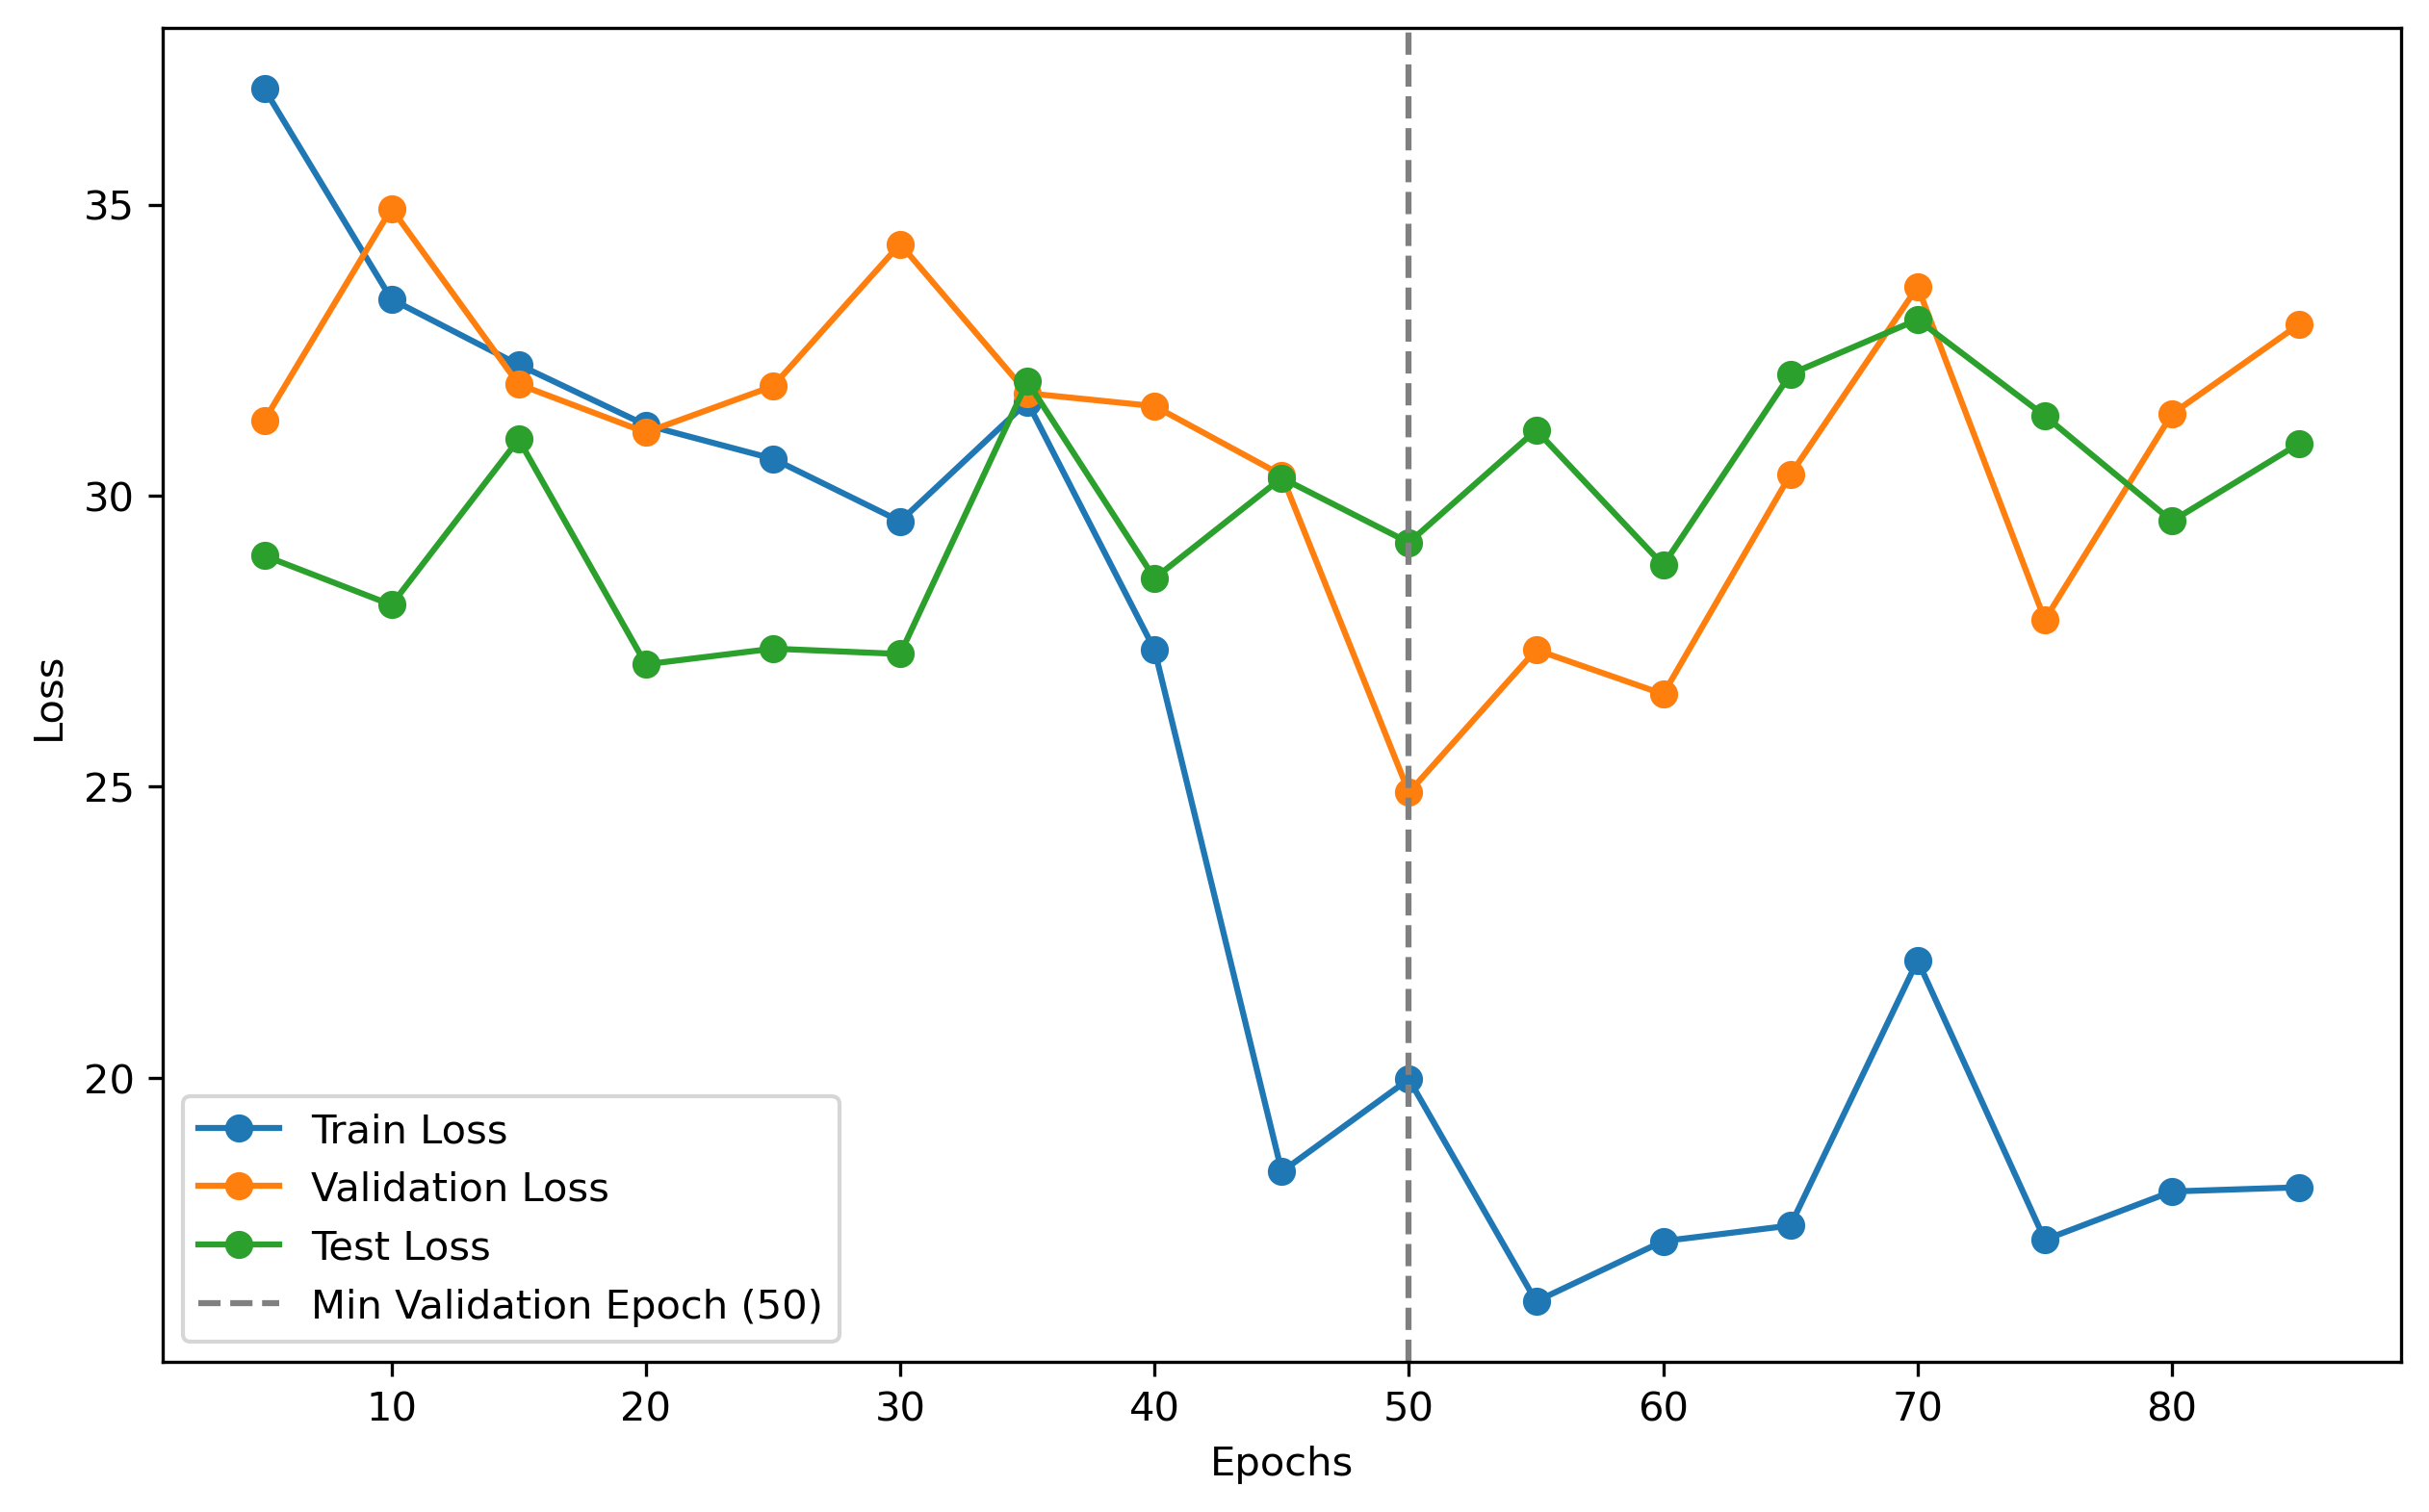 35
30
25
20
Loss
Train Loss
Validation Loss
Test Loss
Min Validation Epoch (50)
10 20 30 40 50 60 70 80
Epochs